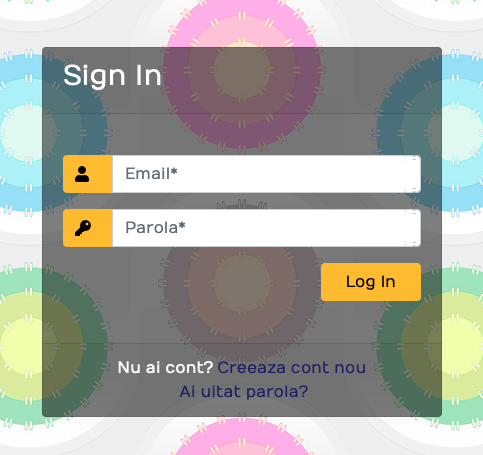 Sign In
Email*
Parola*
Log In
Nu ai cont? Creeaza cont nou
Ai uitat parola?